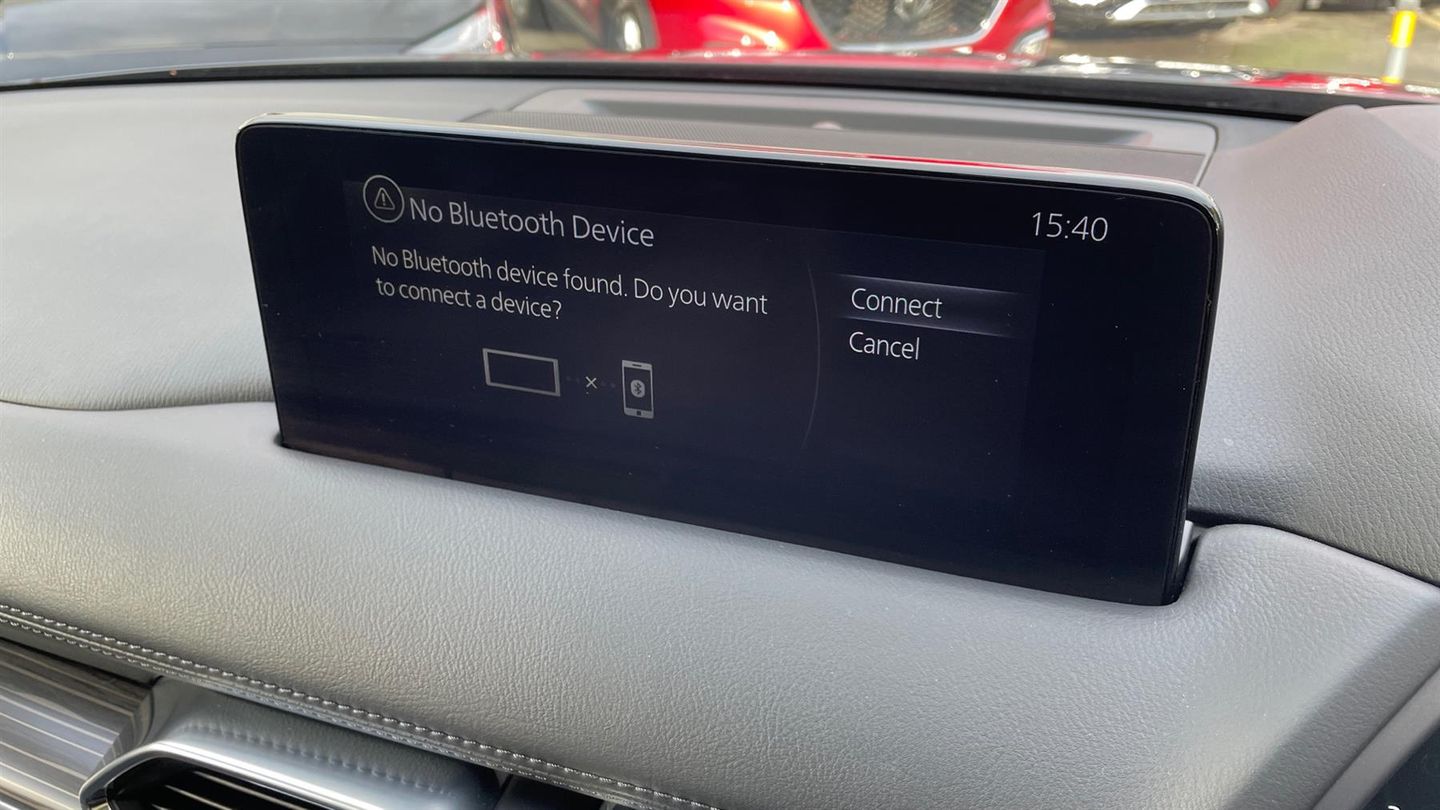 No Bluetooth Device
15:40
No Bluetooth device found. Do you want
to connect a device?
Connect
Cancel